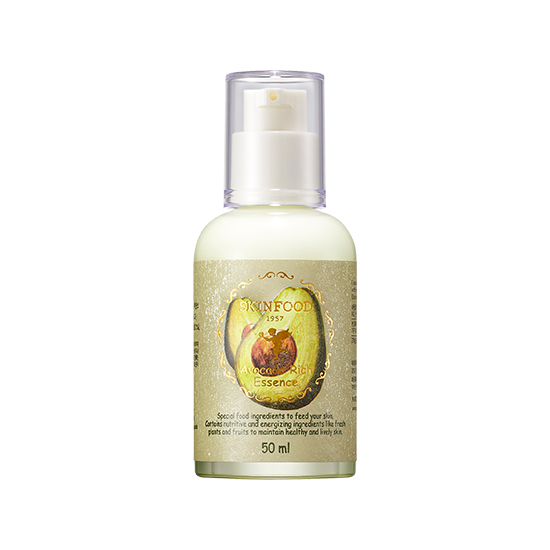 SKINFOOD
1957
Avocado Rich
Essence
Special food ingredients to feed your skin.
Contains nutritive and energizing ingredients like fresh
plants and fruits to maintain healthy and lively skin.
50 ml